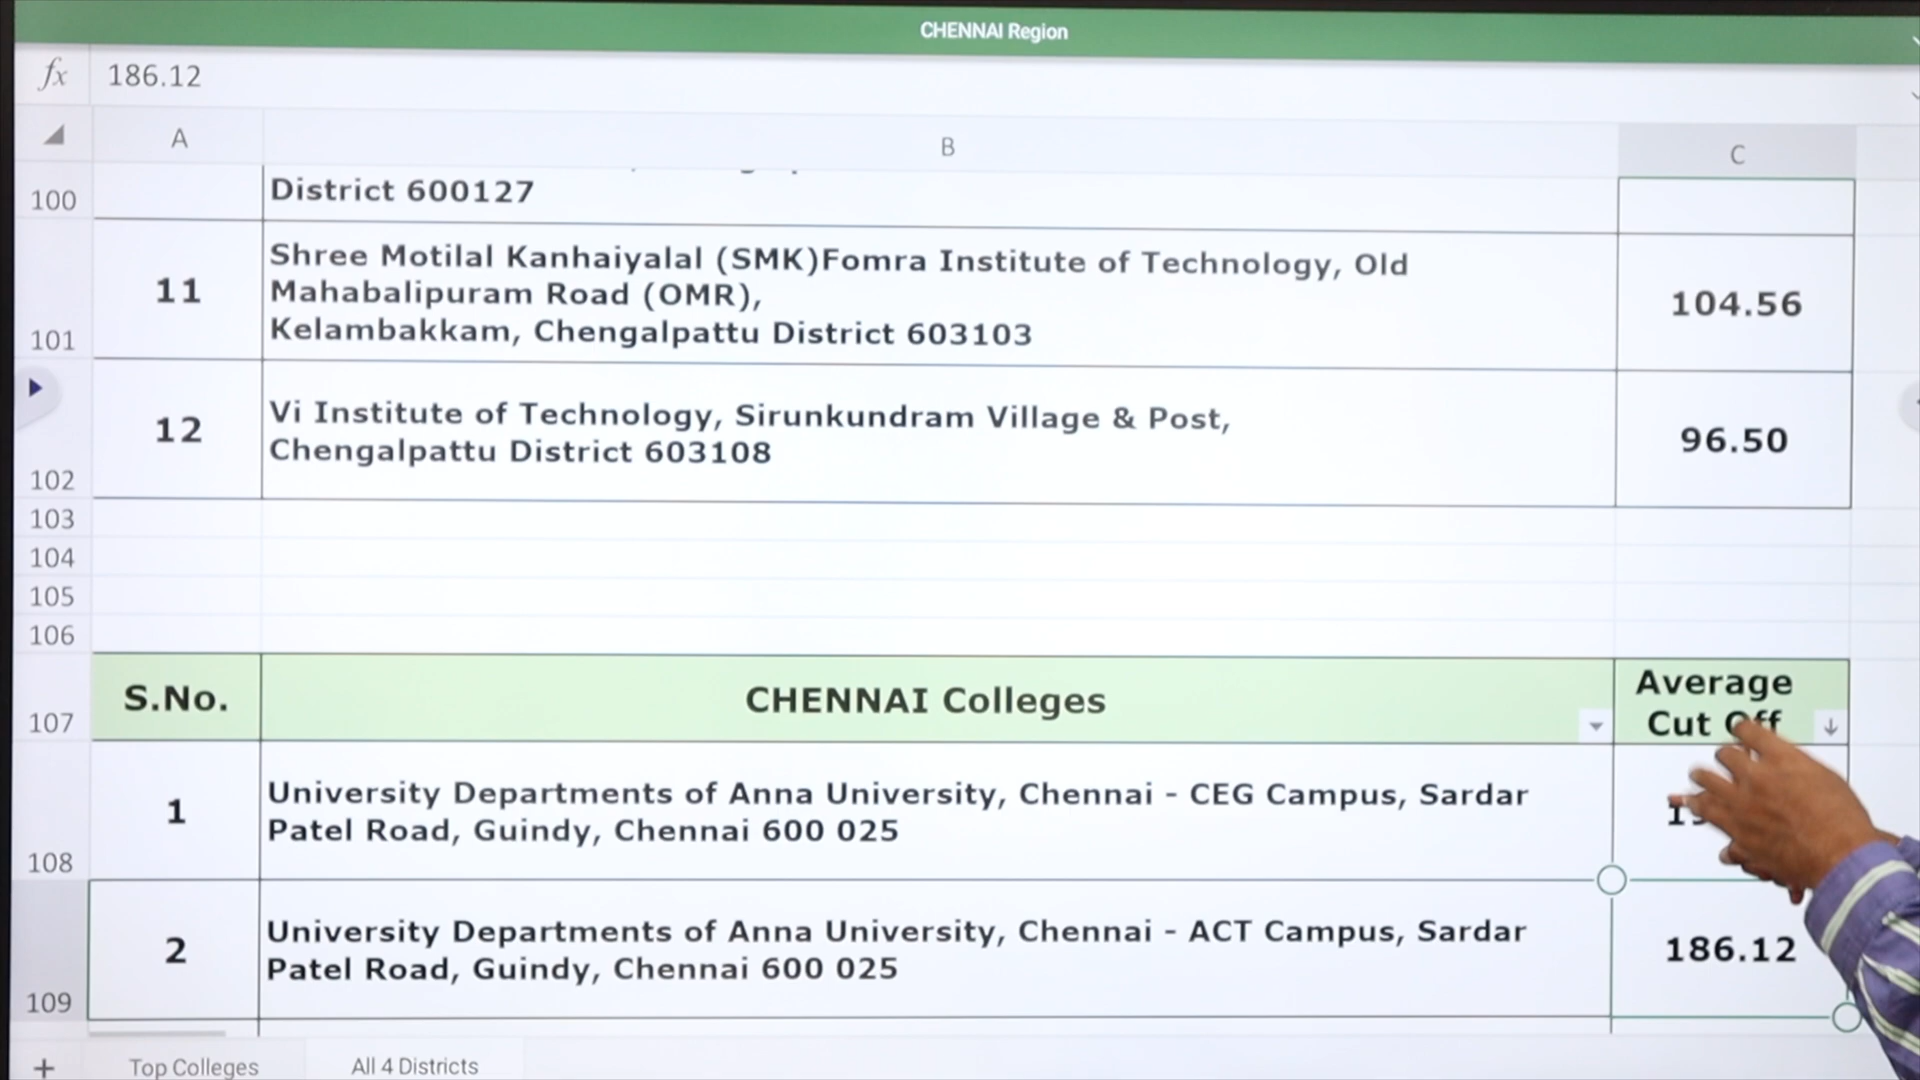 CHENNAI Region
fx 186.12
A B C
100 District 600127
11 Shree Motilal Kanhaiyalal (SMK)Fomra Institute of Technology, Old
Mahabalipuram Road (OMR), 104.56
101 Kelambakkam, Chengalpattu District 603103
12 Vi Institute of Technology, Sirunkundram Village & Post, 96.50
102 Chengalpattu District 603108
103
104
105
106
107 S.No. CHENNAI Colleges Average
Cut Off
1 University Departments of Anna University, Chennai - CEG Campus, Sardar
108 Patel Road, Guindy, Chennai 600 025
2 University Departments of Anna University, Chennai - ACT Campus, Sardar 186.12
109 Patel Road, Guindy, Chennai 600 025
+ Top Colleges All 4 Districts